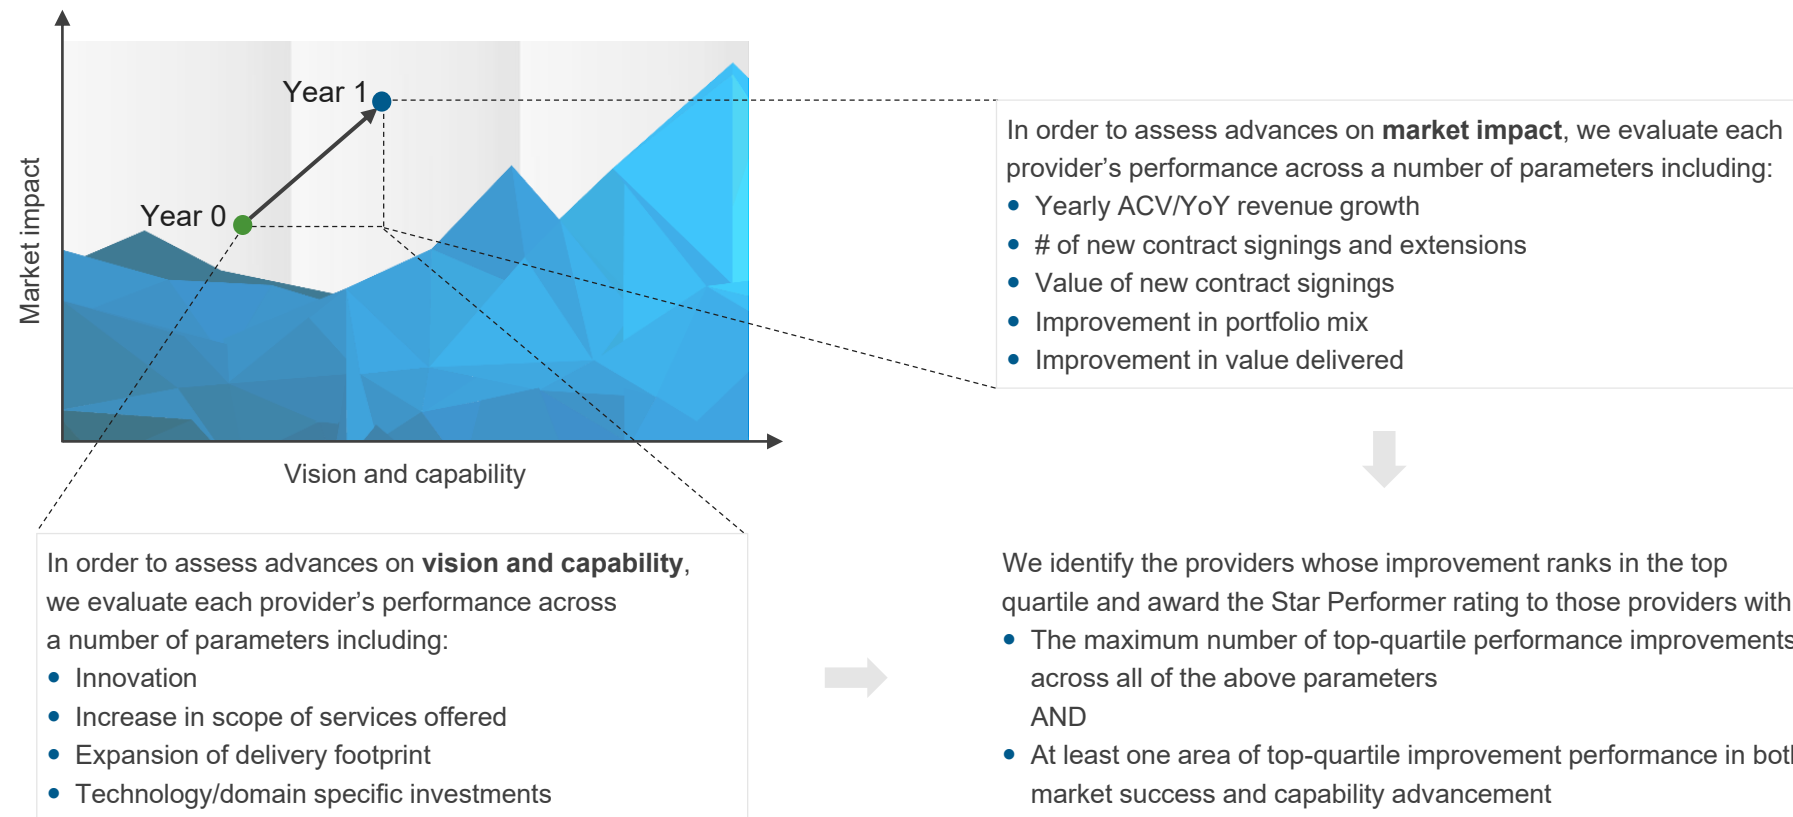 Year 1
Year 0
Market impact
Vision and capability
In order to assess advances on market impact, we evaluate each
provider’s performance across a number of parameters including:
• Yearly ACV/YoY revenue growth
• # of new contract signings and extensions
• Value of new contract signings
• Improvement in portfolio mix
• Improvement in value delivered
In order to assess advances on vision and capability,
we evaluate each provider’s performance across
a number of parameters including:
• Innovation
• Increase in scope of services offered
• Expansion of delivery footprint
• Technology/domain specific investments
We identify the providers whose improvement ranks in the top
quartile and award the Star Performer rating to those providers with
• The maximum number of top-quartile performance improvements
across all of the above parameters
AND
• At least one area of top-quartile improvement performance in both
market success and capability advancement